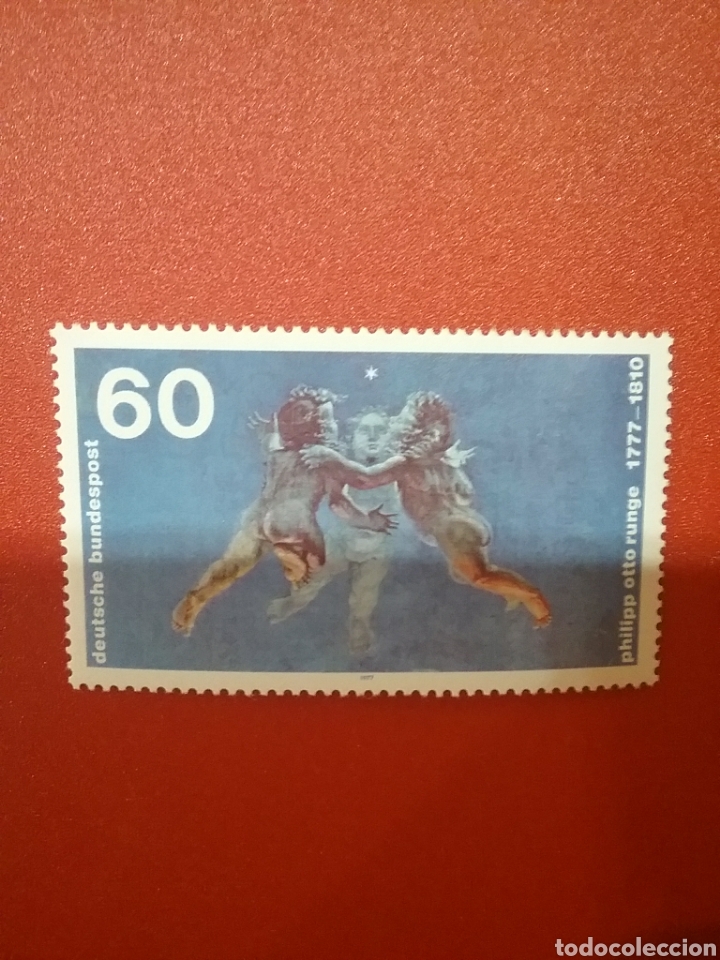 60
deutsche bundespost
philipp otto runge 1777–1810
1977
todocoleccion